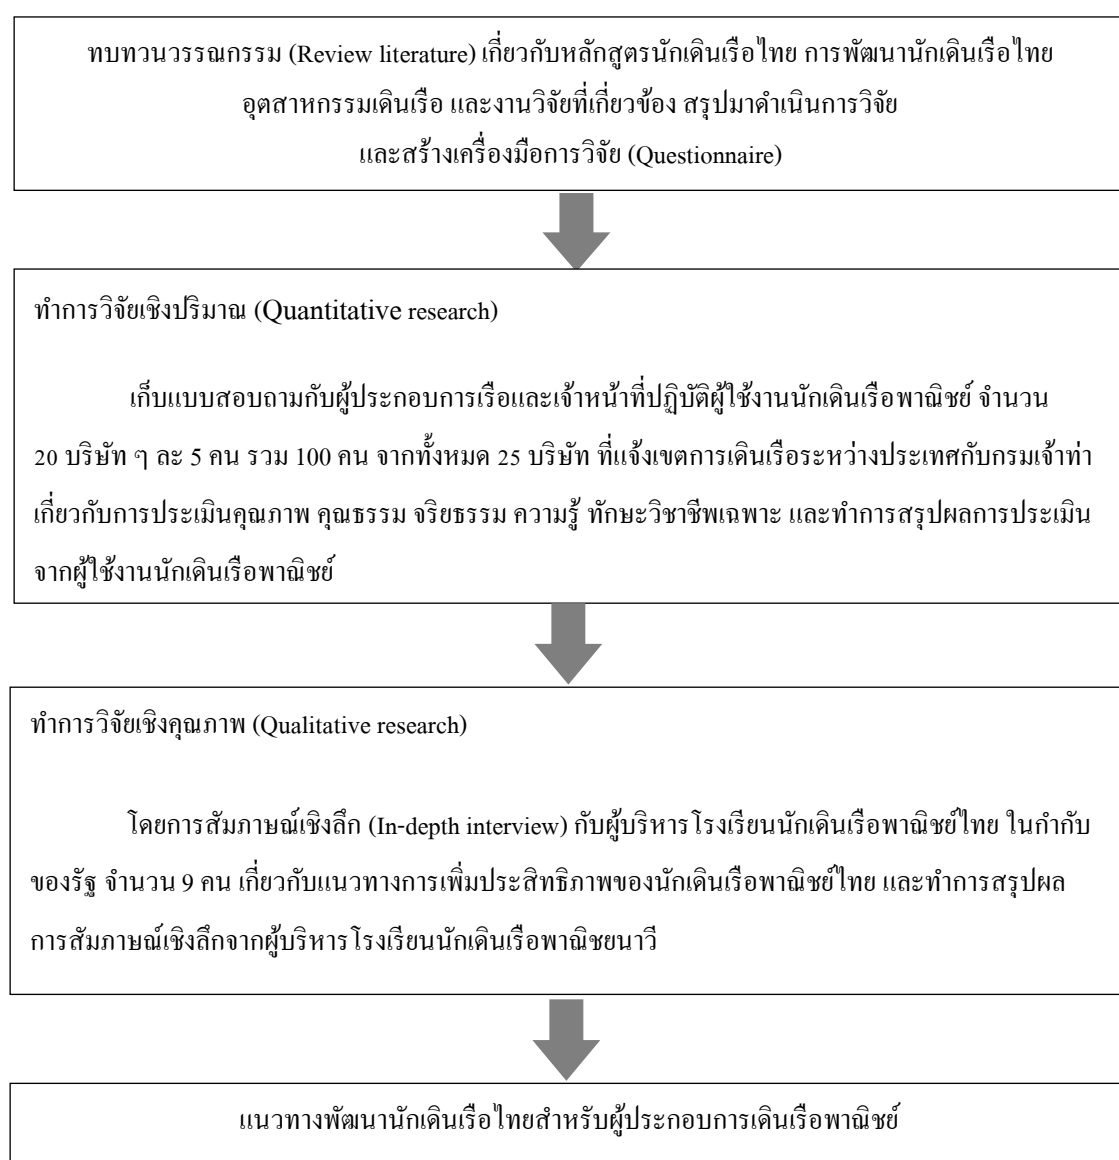 ทบทวนวรรณกรรม (Review literature) เกี่ยวกับหลักสูตรนักเดินเรือไทย การพัฒนานักเดินเรือไทย
อุตสาหกรรมเดินเรือ และงานวิจัยที่เกี่ยวข้อง สรุปมาดำเนินการวิจัย
และสร้างเครื่องมือการวิจัย (Questionnaire)
ทำการวิจัยเชิงปริมาณ (Quantitative research)
เก็บแบบสอบถามกับผู้ประกอบการเรือและเจ้าหน้าที่ปฏิบัติผู้ใช้งานนักเดินเรือพาณิชย์ จำนวน
20 บริษัท ๆ ละ 5 คน รวม 100 คน จากทั้งหมด 25 บริษัท ที่แจ้งเขตการเดินเรือระหว่างประเทศกับกรมเจ้าท่า
เกี่ยวกับการประเมินคุณภาพ คุณธรรม จริยธรรม ความรู้ ทักษะวิชาชีพเฉพาะ และทำการสรุปผลการประเมิน
จากผู้ใช้งานนักเดินเรือพาณิชย์
ทำการวิจัยเชิงคุณภาพ (Qualitative research)
โดยการสัมภาษณ์เชิงลึก (In-depth interview) กับผู้บริหารโรงเรียนนักเดินเรือพาณิชย์ไทย ในกำกับ
ของรัฐ จำนวน 9 คน เกี่ยวกับแนวทางการเพิ่มประสิทธิภาพของนักเดินเรือพาณิชย์ไทย และทำการสรุปผล
การสัมภาษณ์เชิงลึกจากผู้บริหารโรงเรียนนักเดินเรือพาณิชยนาวี
แนวทางพัฒนานักเดินเรือไทยสำหรับผู้ประกอบการเดินเรือพาณิชย์